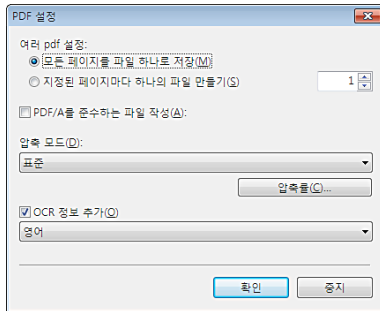 PDF 설정
여러 pdf 설정:
모든 페이지를 파일 하나로 저장(M)
지정된 페이지마다 하나의 파일 만들기(S)
1
PDF/A를 준수하는 파일 작성(A):
압축 모드(D):
표준
압축률(C)...
OCR 정보 추가(O)
영어
확인
중지